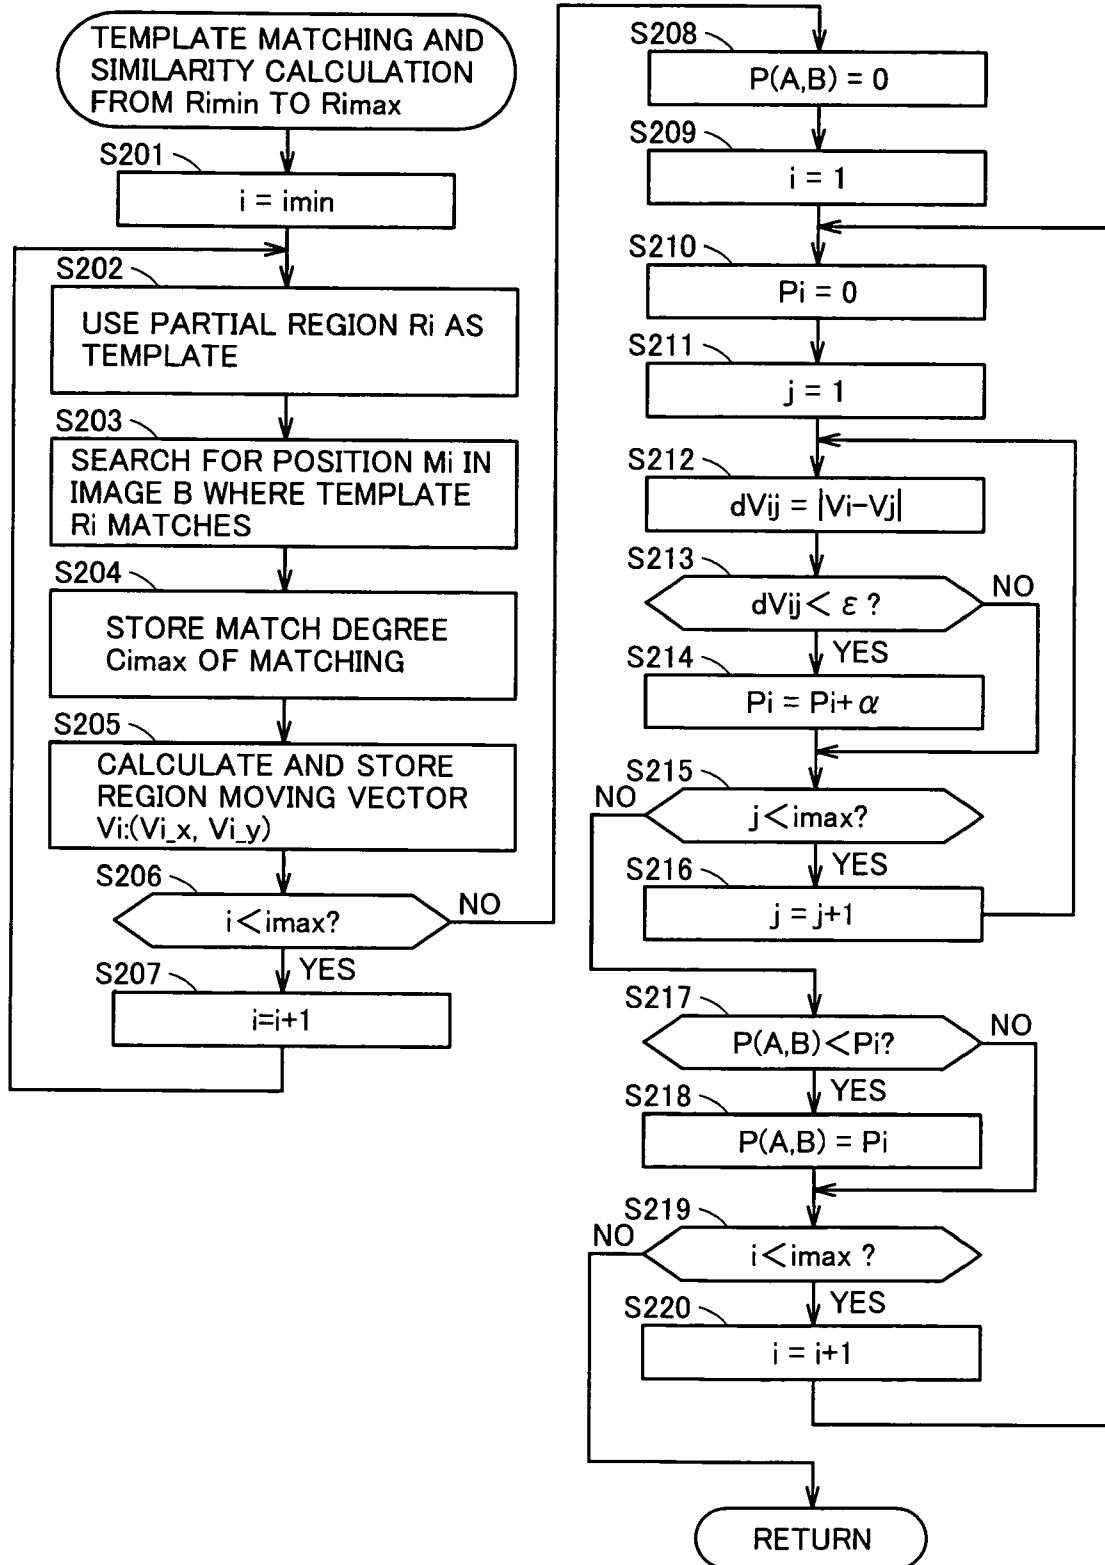 TEMPLATE MATCHING AND
SIMILARITY CALCULATION
FROM Rimin TO Rimax
S201
i = imin
S202
USE PARTIAL REGION Ri AS
TEMPLATE
S203
SEARCH FOR POSITION Mi IN
IMAGE B WHERE TEMPLATE
Ri MATCHES
S204
STORE MATCH DEGREE
Cimax OF MATCHING
S205
CALCULATE AND STORE
REGION MOVING VECTOR
Vi:(Vi_x, Vi_y)
S206
i<imax?
NO
YES
S207
i=i+1
S208
P(A,B) = 0
S209
i = 1
S210
Pi = 0
S211
j = 1
S212
dVij = |Vi-Vj|
S213
dVij< ε ?
NO
YES
S214
Pi = Pi+α
S215
NO
j<imax?
YES
S216
j = j+1
S217
P(A,B)<Pi?
NO
YES
S218
P(A,B) = Pi
S219
NO
i<imax ?
YES
S220
i = i+1
RETURN